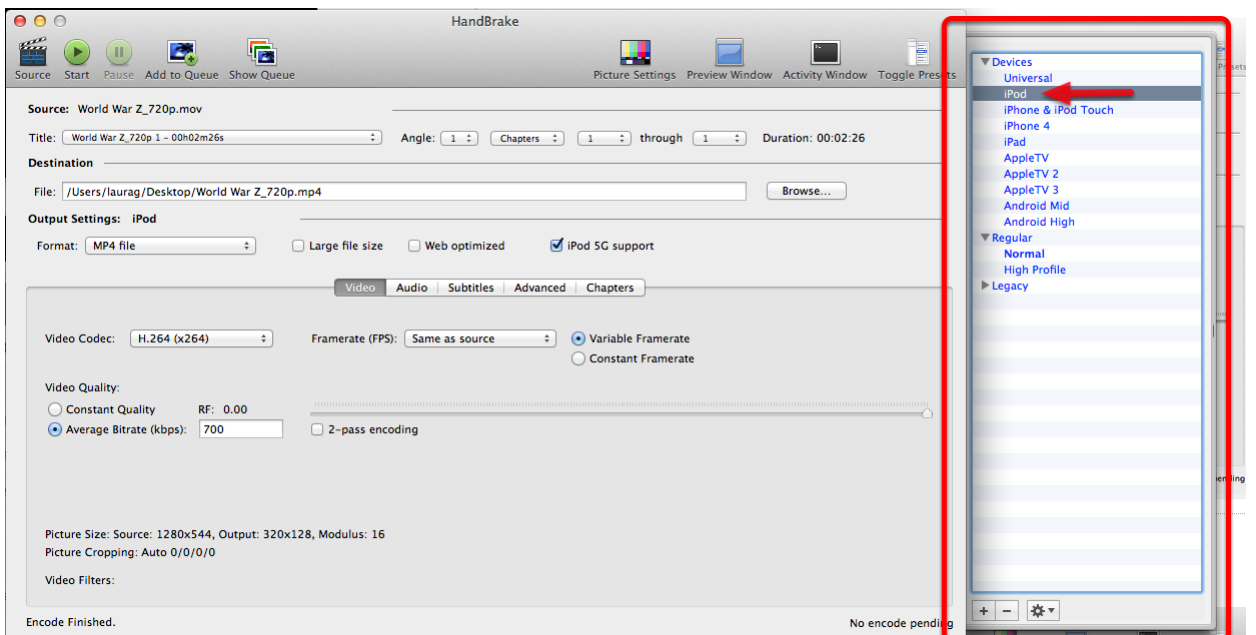 HandBrake
Source Start Pause Add to Queue Show Queue Picture Settings Preview Window Activity Window Toggle Presets
Source: World War Z_720p.mov
Title: World War Z_720p 1 - 00h02m26s Angle: 1 Chapters 1 through 1 Duration: 00:02:26
Destination
File: /Users/laurag/Desktop/World War Z_720p.mp4 Browse...
Output Settings: iPod
Format: MP4 file Large file size Web optimized iPod 5G support
Video Audio Subtitles Advanced Chapters
Video Codec: H.264 (x264) Framerate (FPS): Same as source Variable Framerate
Constant Framerate
Video Quality:
Constant Quality RF: 0.00
Average Bitrate (kbps): 700 2-pass encoding
Picture Size: Source: 1280x544, Output: 320x128, Modulus: 16
Picture Cropping: Auto 0/0/0/0
Video Filters:
Encode Finished. No encode pending
Devices
Universal
iPod
iPhone & iPod Touch
iPhone 4
iPad
AppleTV
AppleTV 2
AppleTV 3
Android Mid
Android High
Regular
Normal
High Profile
Legacy